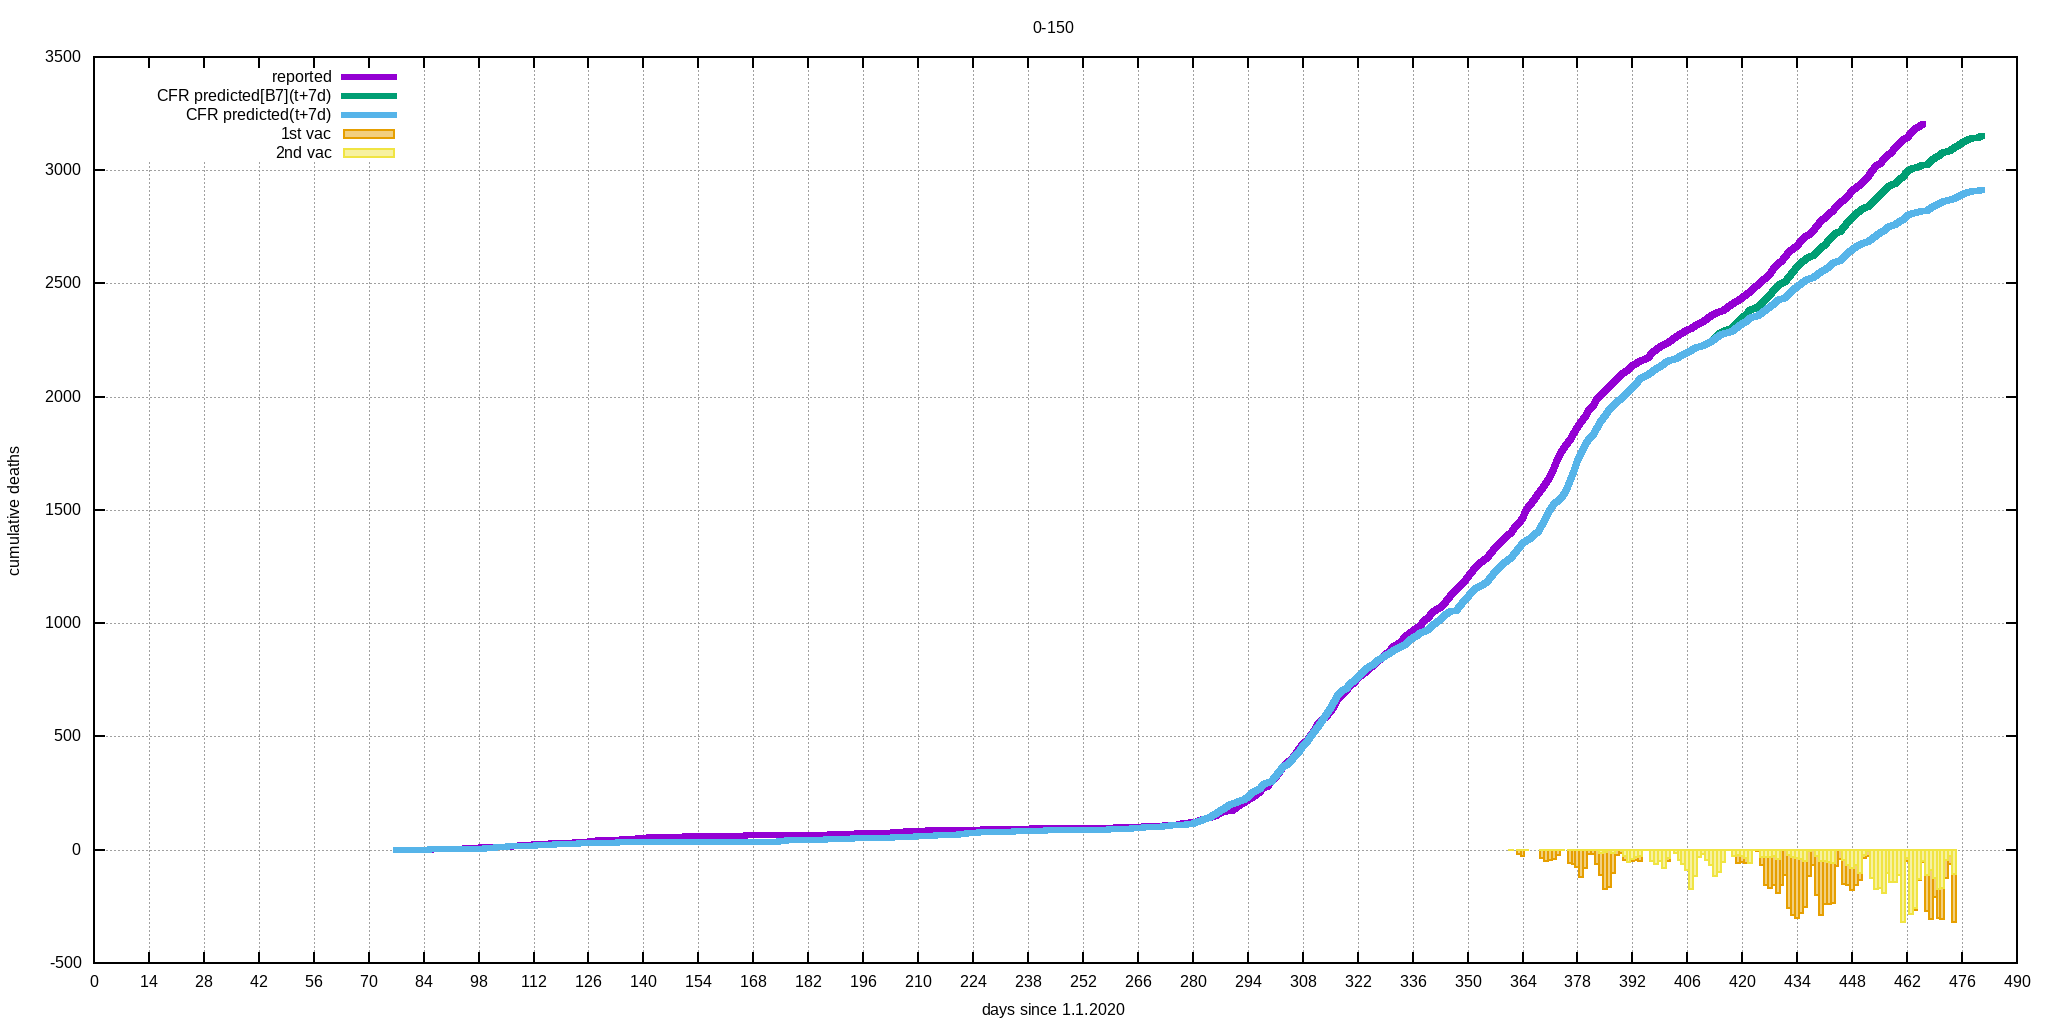 0-150
3500
3000
2500
2000
1500
1000
500
0
-500
cumulative deaths
reported
CFR predicted[B7](t+7d)
CFR predicted(t+7d)
1st vac
2nd vac
0 14 28 42 56 70 84 98 112 126 140 154 168 182 196 210 224 238 252 266 280 294 308 322 336 350 364 378 392 406 420 434 448 462 476 490
days since 1.1.2020